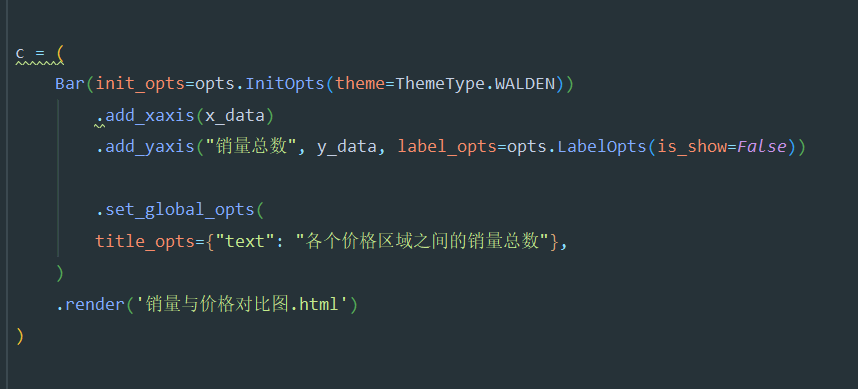 c = (
    Bar(init_opts=opts.InitOpts(theme=ThemeType.WALDEN))
        .add_xaxis(x_data)
        .add_yaxis("销量总数", y_data, label_opts=opts.LabelOpts(is_show=False))
        .set_global_opts(
        title_opts={"text": "各个价格区域之间的销量总数"},
    )
    .render('销量与价格对比图.html')
)